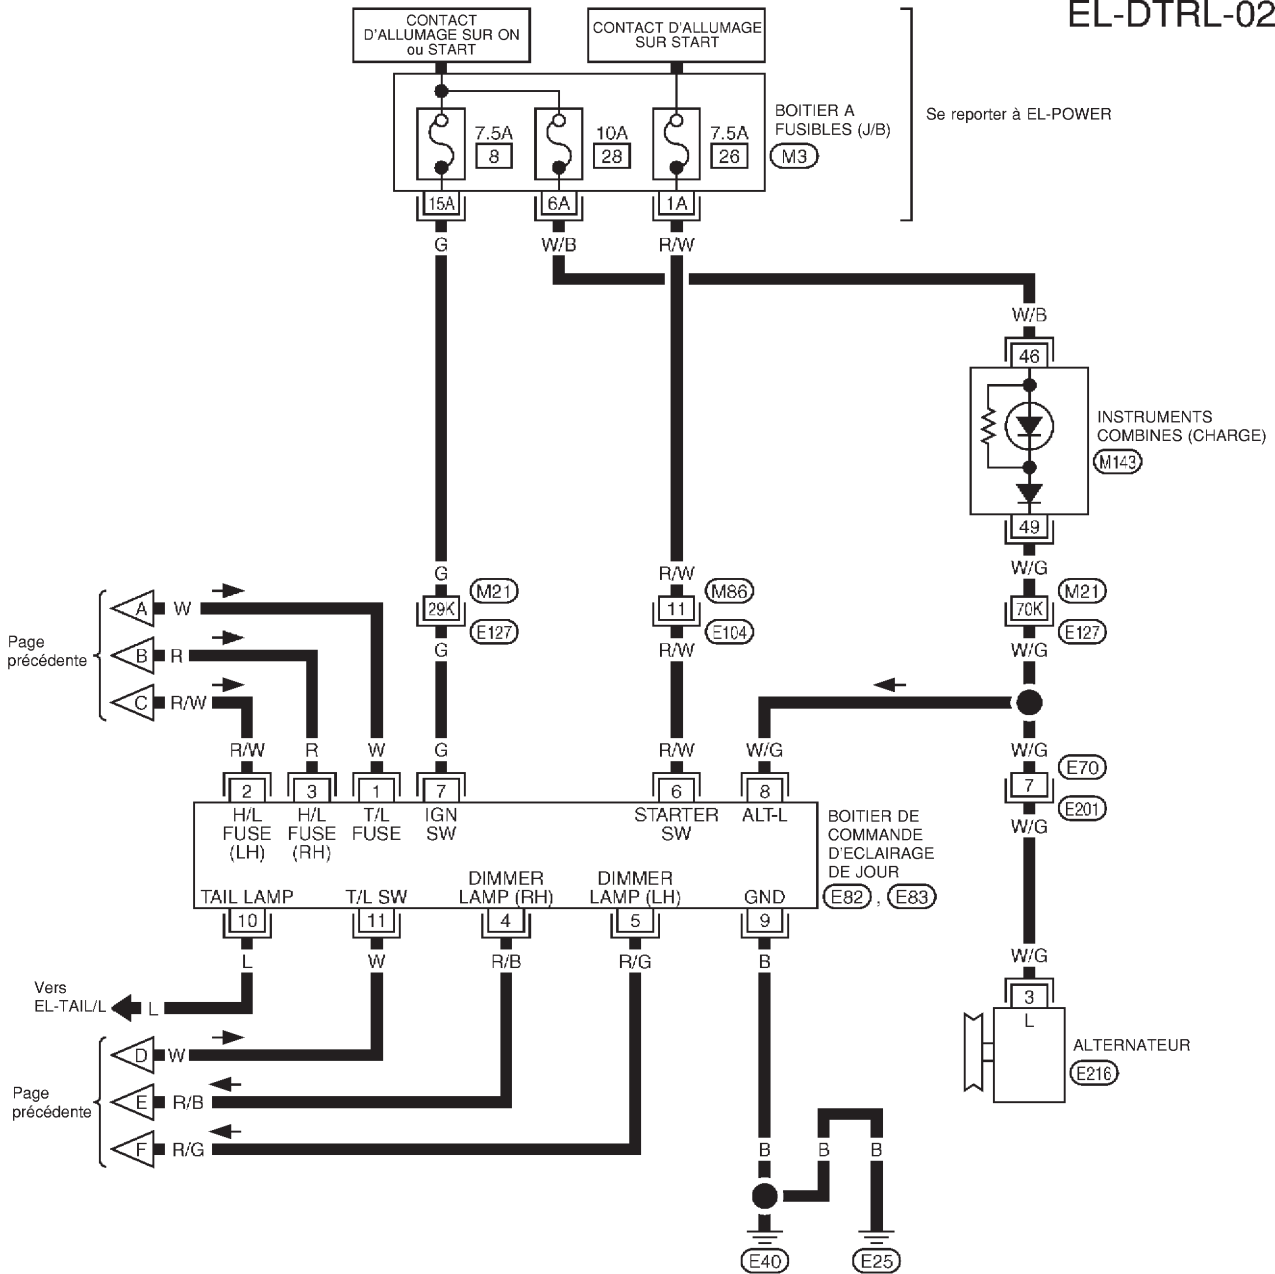 EL-DTRL-02
CONTACT
D'ALLUMAGE SUR ON
ou START
CONTACT D'ALLUMAGE
SUR START
7.5A
8
10A
28
7.5A
26
BOITIER A
FUSIBLES (J/B)
M3
Se reporter à EL-POWER
15A
6A
1A
G
W/B
R/W
W/B
46
INSTRUMENTS
COMBINES (CHARGE)
M143
49
G
R/W
W/G
29K
M21
E127
11
M86
E104
70K
M21
E127
G
R/W
W/G
Page
précédente
A
W
B
R
C
R/W
R/W
R
W
G
R/W
W/G
W/G
E70
7
E201
W/G
2
3
1
7
6
8
H/L
FUSE
(LH)
H/L
FUSE
(RH)
T/L
FUSE
IGN
SW
STARTER
SW
ALT-L
BOITIER DE
COMMANDE
D'ECLAIRAGE
DE JOUR
E82 , E83
TAIL LAMP
T/L SW
DIMMER
LAMP (RH)
DIMMER
LAMP (LH)
GND
10
11
4
5
9
L
W
R/B
R/G
B
W/G
3
L
ALTERNATEUR
E216
Vers
EL-TAIL/L
L
Page
précédente
D
W
E
R/B
F
R/G
B
B
B
E40
E25